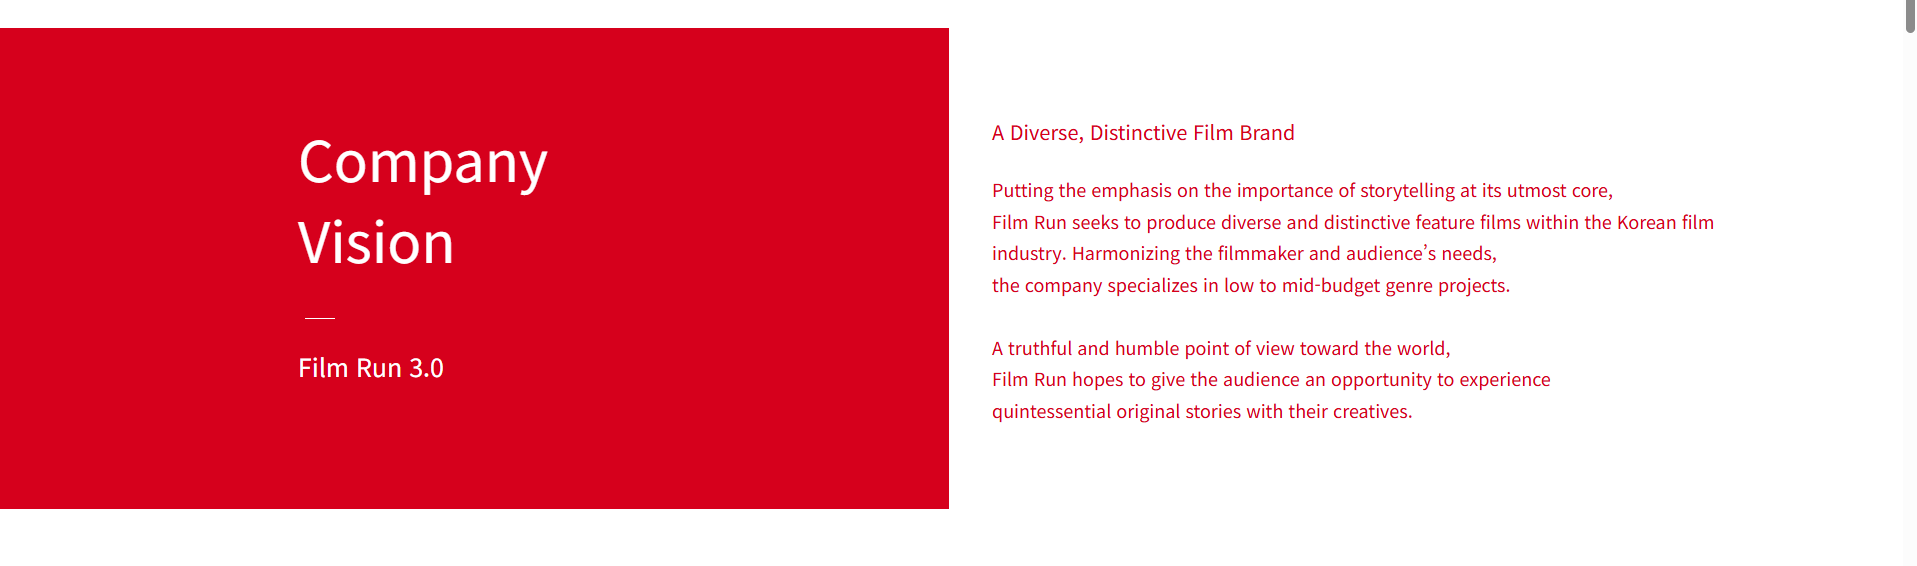 Company
Vision
Film Run 3.0
A Diverse, Distinctive Film Brand
Putting the emphasis on the importance of storytelling at its utmost core,
Film Run seeks to produce diverse and distinctive feature films within the Korean film
industry. Harmonizing the filmmaker and audience’s needs,
the company specializes in low to mid-budget genre projects.
A truthful and humble point of view toward the world,
Film Run hopes to give the audience an opportunity to experience
quintessential original stories with their creatives.